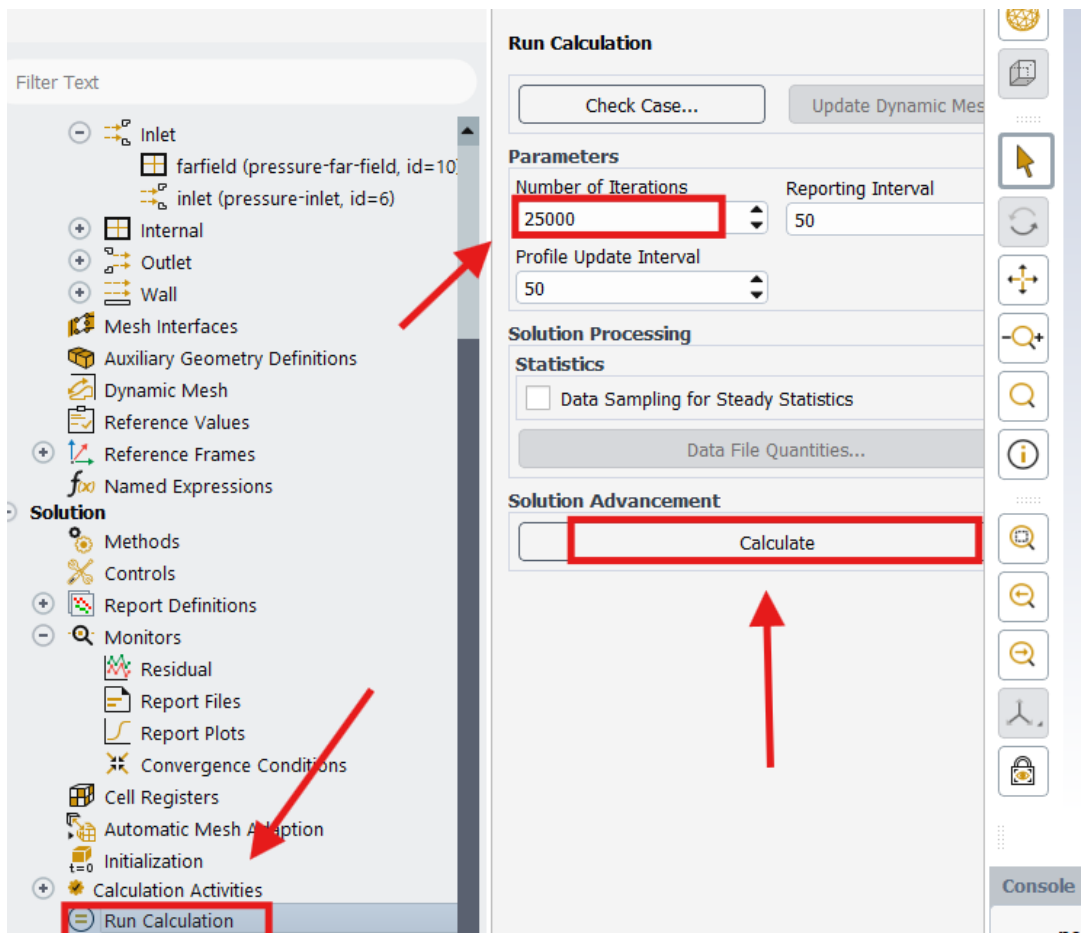 Filter Text
Inlet
farfield (pressure-far-field, id=10)
inlet (pressure-inlet, id=6)
Internal
Outlet
Wall
Mesh Interfaces
Auxiliary Geometry Definitions
Dynamic Mesh
Reference Values
Reference Frames
f(x) Named Expressions
Solution
Methods
Controls
Report Definitions
Monitors
Residual
Report Files
Report Plots
Convergence Conditions
Cell Registers
Automatic Mesh Adaption
t=0 Initialization
Calculation Activities
Run Calculation
Run Calculation
Check Case...
Update Dynamic Mes
Parameters
Number of Iterations
Reporting Interval
25000
50
Profile Update Interval
50
Solution Processing
Statistics
Data Sampling for Steady Statistics
Data File Quantities...
Solution Advancement
Calculate
Console